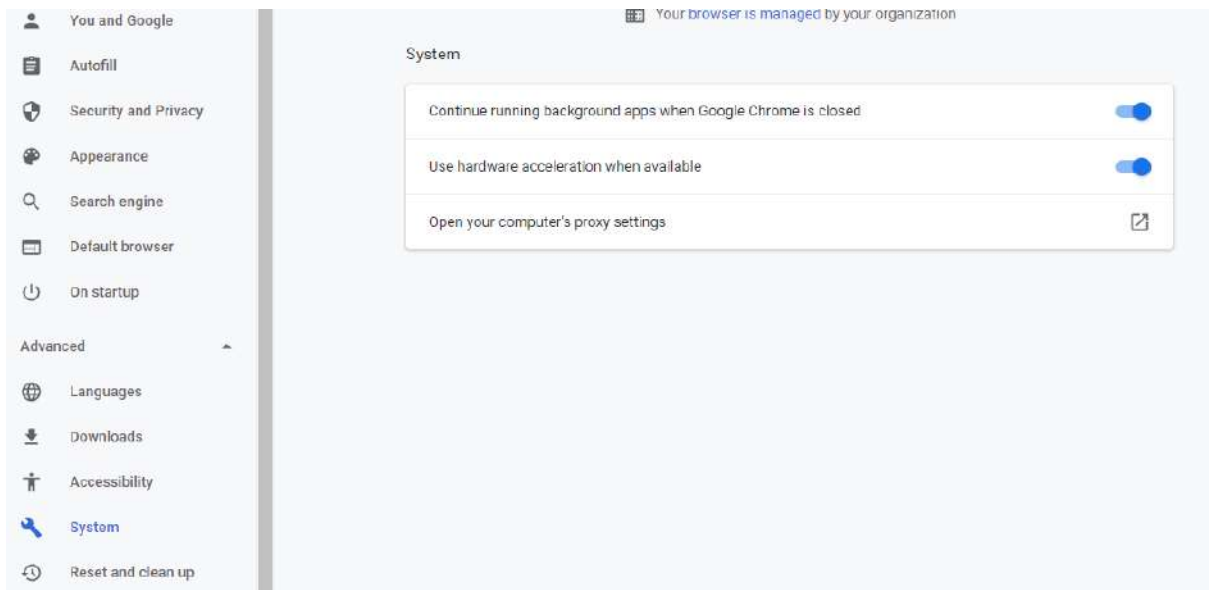 You and Google
Autofill
Security and Privacy
Appearance
Search engine
Default browser
On startup
Advanced
Languages
Downloads
Accessibility
System
Reset and clean up
Your browser is managed by your organization
System
Continue running background apps when Google Chrome is closed
Use hardware acceleration when available
Open your computer's proxy settings